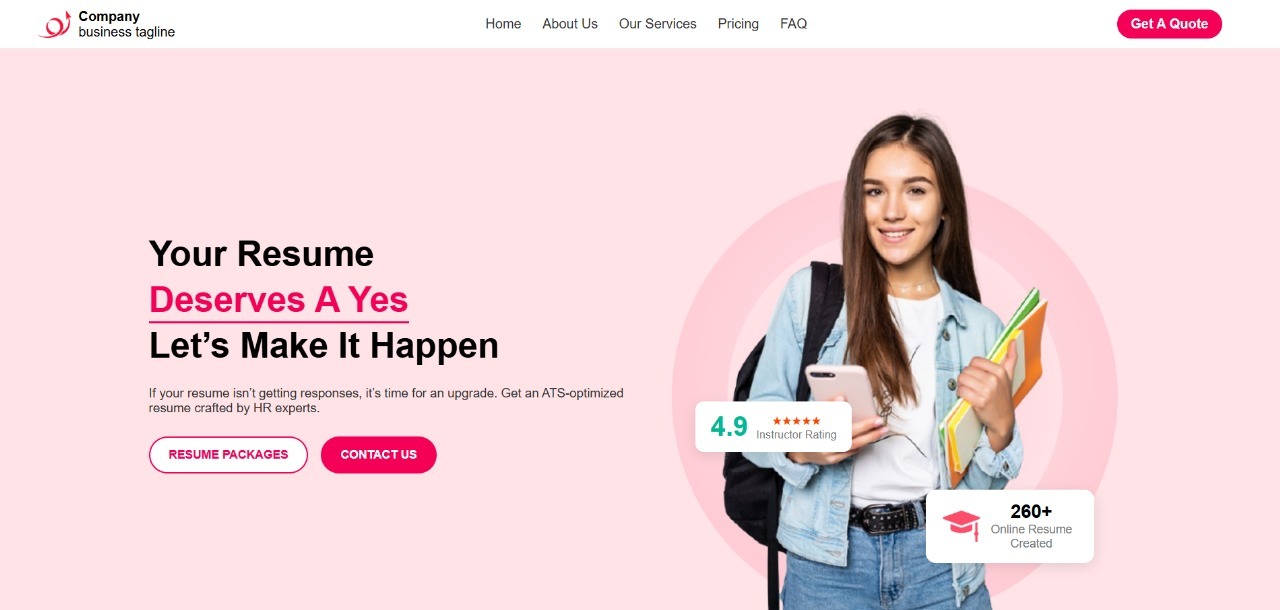 Company
business tagline
Home About Us Our Services Pricing FAQ
Get A Quote
Your Resume
Deserves A Yes
Let’s Make It Happen
If your resume isn’t getting responses, it’s time for an upgrade. Get an ATS-optimized
resume crafted by HR experts.
RESUME PACKAGES CONTACT US
4.9
Instructor Rating
260+
Online Resume
Created